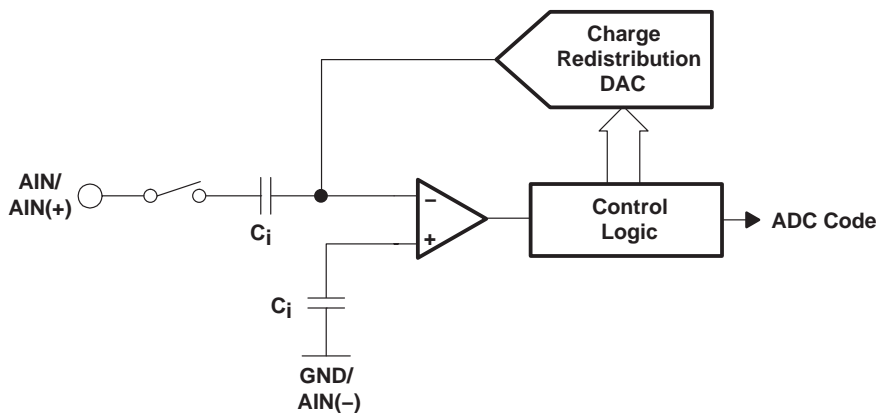 Charge
Redistribution
DAC
AIN/
AIN(+)
Ci
−
+
Control
Logic
ADC Code
Ci
GND/
AIN(−)